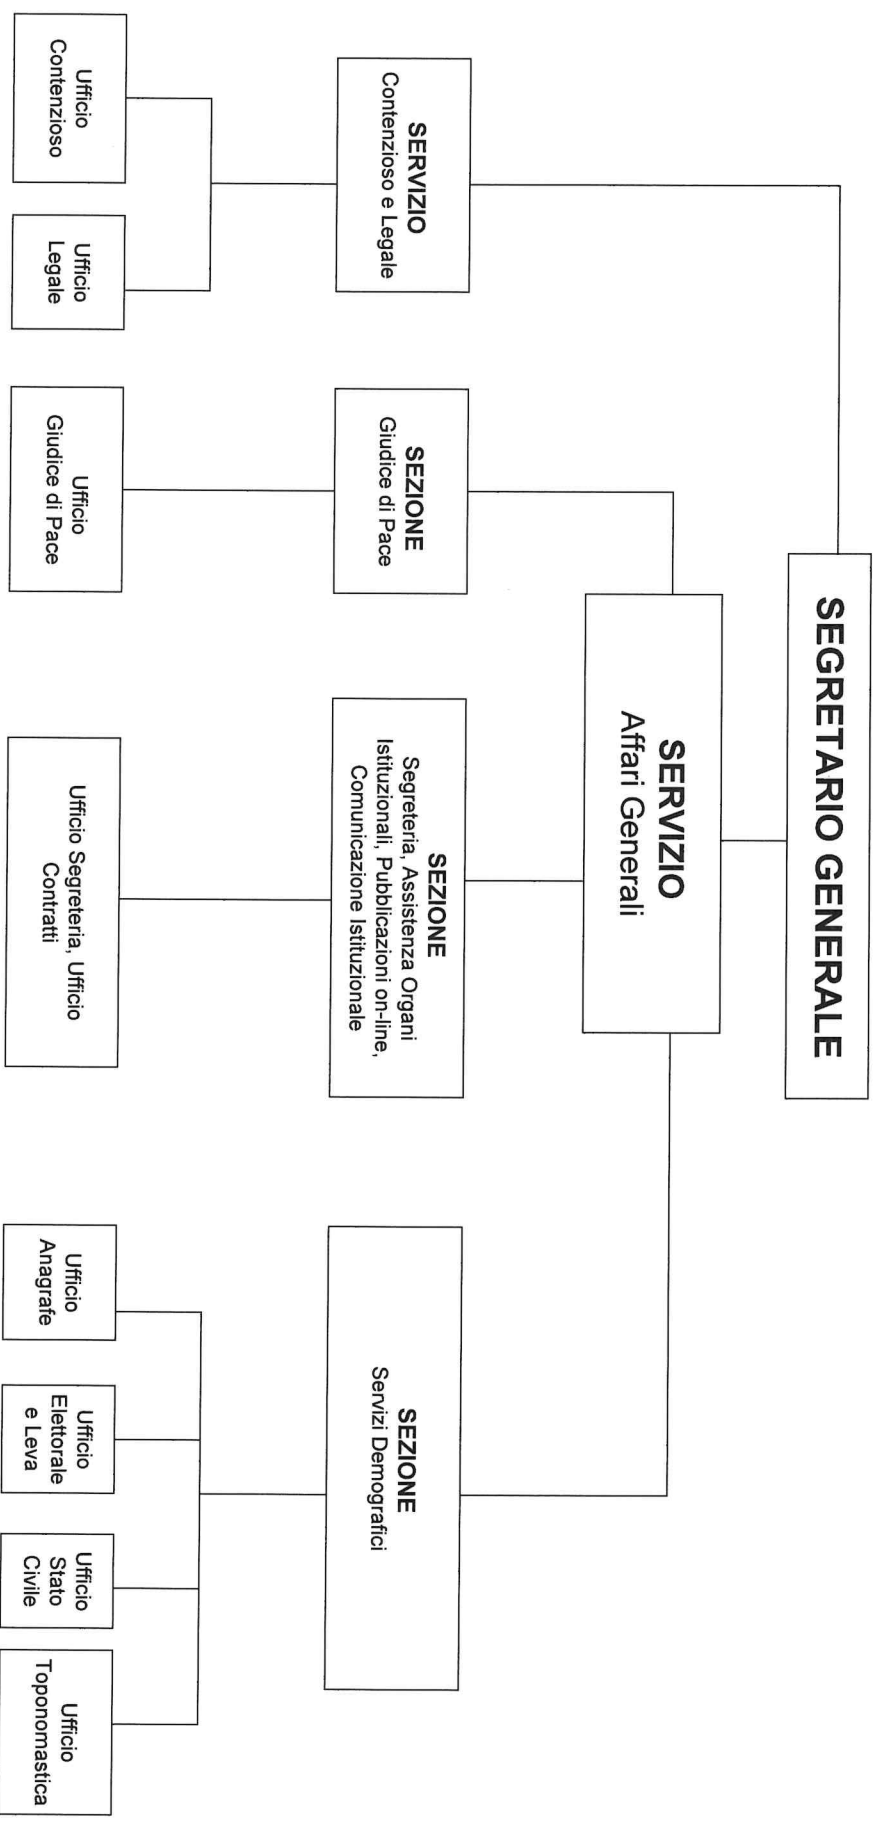 SEGRETARIO GENERALE
SERVIZIO
Affari Generali
SERVIZIO
Contenzioso e Legale
SEZIONE
Giudice di Pace
SEZIONE
Segreteria, Assistenza Organi
Istituzionali, Pubblicazioni on-line,
Comunicazione Istituzionale
SEZIONE
Servizi Demografici
Ufficio
Contenzioso
Ufficio
Legale
Ufficio
Giudice di Pace
Ufficio Segreteria, Ufficio
Contratti
Ufficio
Anagrafe
Ufficio
Elettorale
e Leva
Ufficio
Stato
Civile
Ufficio
Toponomastica